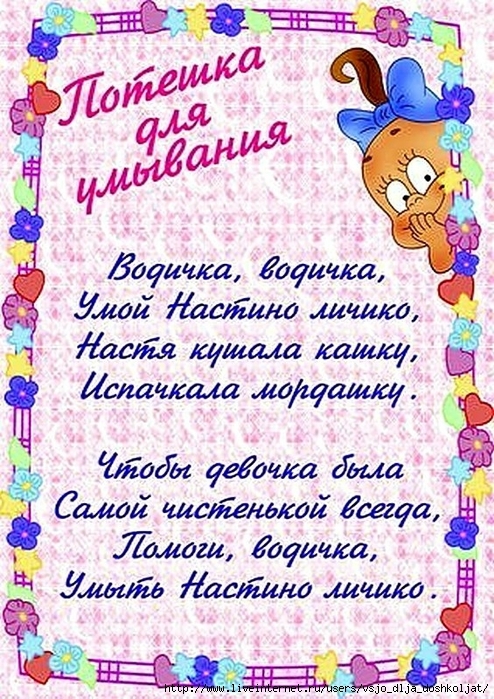 Потешка
для
умывания
Водичка, водичка,
Умой Настино личико,
Настя кушала кашку,
Испачкала мордашку.
Чтобы девочка была
Самой чистенькой всегда,
Помоги, водичка,
Умыть Настино личико.
http://www.liveinternet.ru/users/vsjo_dlja_doshkoljat/